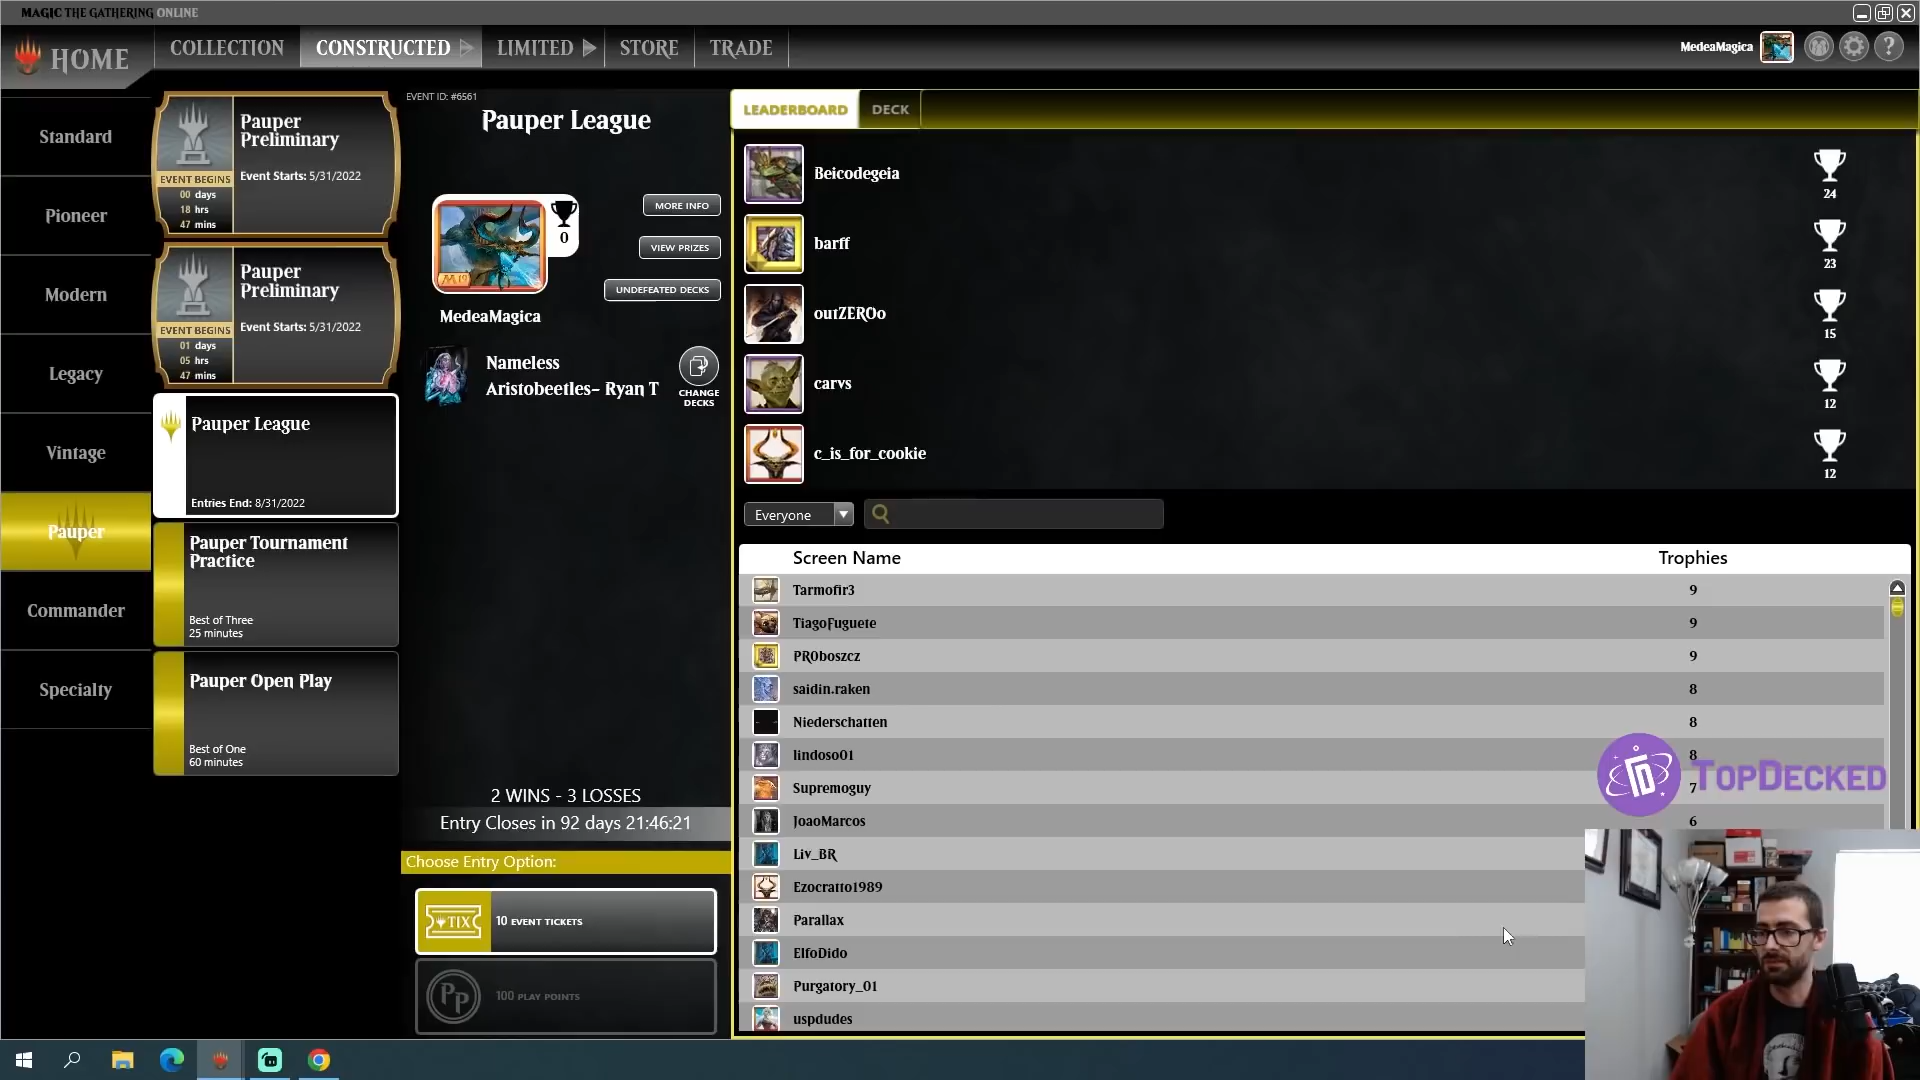 MAGIC THE GATHERING ONLINE
HOME
COLLECTION
CONSTRUCTED
LIMITED
STORE
TRADE
MedeaMagica
?
Standard
Pioneer
Modern
Legacy
Vintage
Pauper
Commander
Specialty
Pauper
Preliminary
EVENT BEGINS
Event Starts: 5/31/2022
00 days
18 hrs
47 mins
Pauper
Preliminary
EVENT BEGINS
Event Starts: 5/31/2022
01 days
05 hrs
47 mins
Pauper League
Entries End: 8/31/2022
Pauper Tournament
Practice
Best of Three
25 minutes
Pauper Open Play
Best of One
60 minutes
EVENT ID: #6561
Pauper League
0
M19
MORE INFO
VIEW PRIZES
UNDEFEATED DECKS
MedeaMagica
Nameless
Aristobeetles- Ryan T
CHANGE
DECKS
2 WINS - 3 LOSSES
Entry Closes in 92 days 21:46:21
Choose Entry Option:
TIX
10 EVENT TICKETS
PP
100 PLAY POINTS
LEADERBOARD
DECK
Beicodegeia
24
barff
23
outZEROo
15
carvs
12
c_is_for_cookie
12
Everyone
Screen Name Trophies
Tarmofir3 9
TiagoFuguete 9
PR0boszcz 9
saidin.raken 8
Niederschatten 8
lindoso01 8
Supremoguy 7
JoaoMarcos 6
Liv_BR
Ezocratto1989
Parallax
ElfoDido
Purgatory_01
uspdudes
TD TOPDECKED